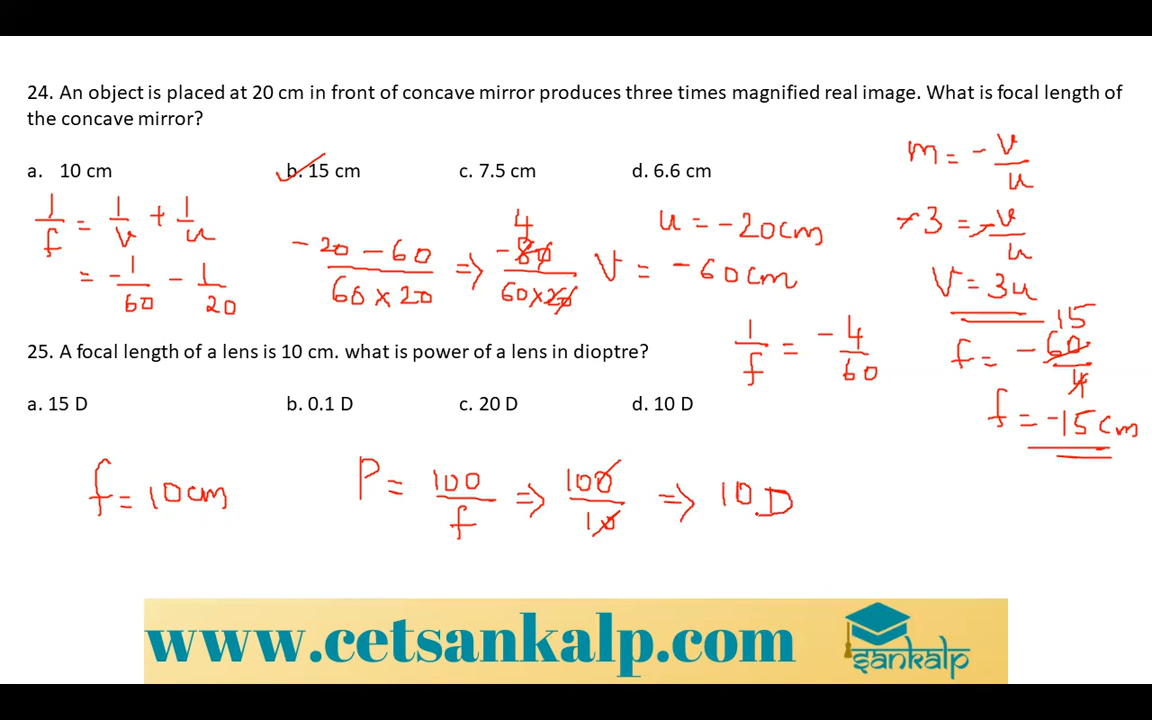 24. An object is placed at 20 cm in front of concave mirror produces three times magnified real image. What is focal length of
the concave mirror?
a. 10 cm b. 15 cm c. 7.5 cm d. 6.6 cm
m = - v/u
1/f = 1/v + 1/u
u = -20cm
-3 = -v/u
= -1/60 - 1/20
-20 - 60/60 x 20 => -80/60x20 4
v = -60cm
v = 3u
1/f = -4/60
f = -60/4 15
f = -15cm
25. A focal length of a lens is 10 cm. what is power of a lens in dioptre?
a. 15 D b. 0.1 D c. 20 D d. 10 D
f = 10cm P = 100/f => 100/10 => 10D
www.cetsankalp.com
sankalp